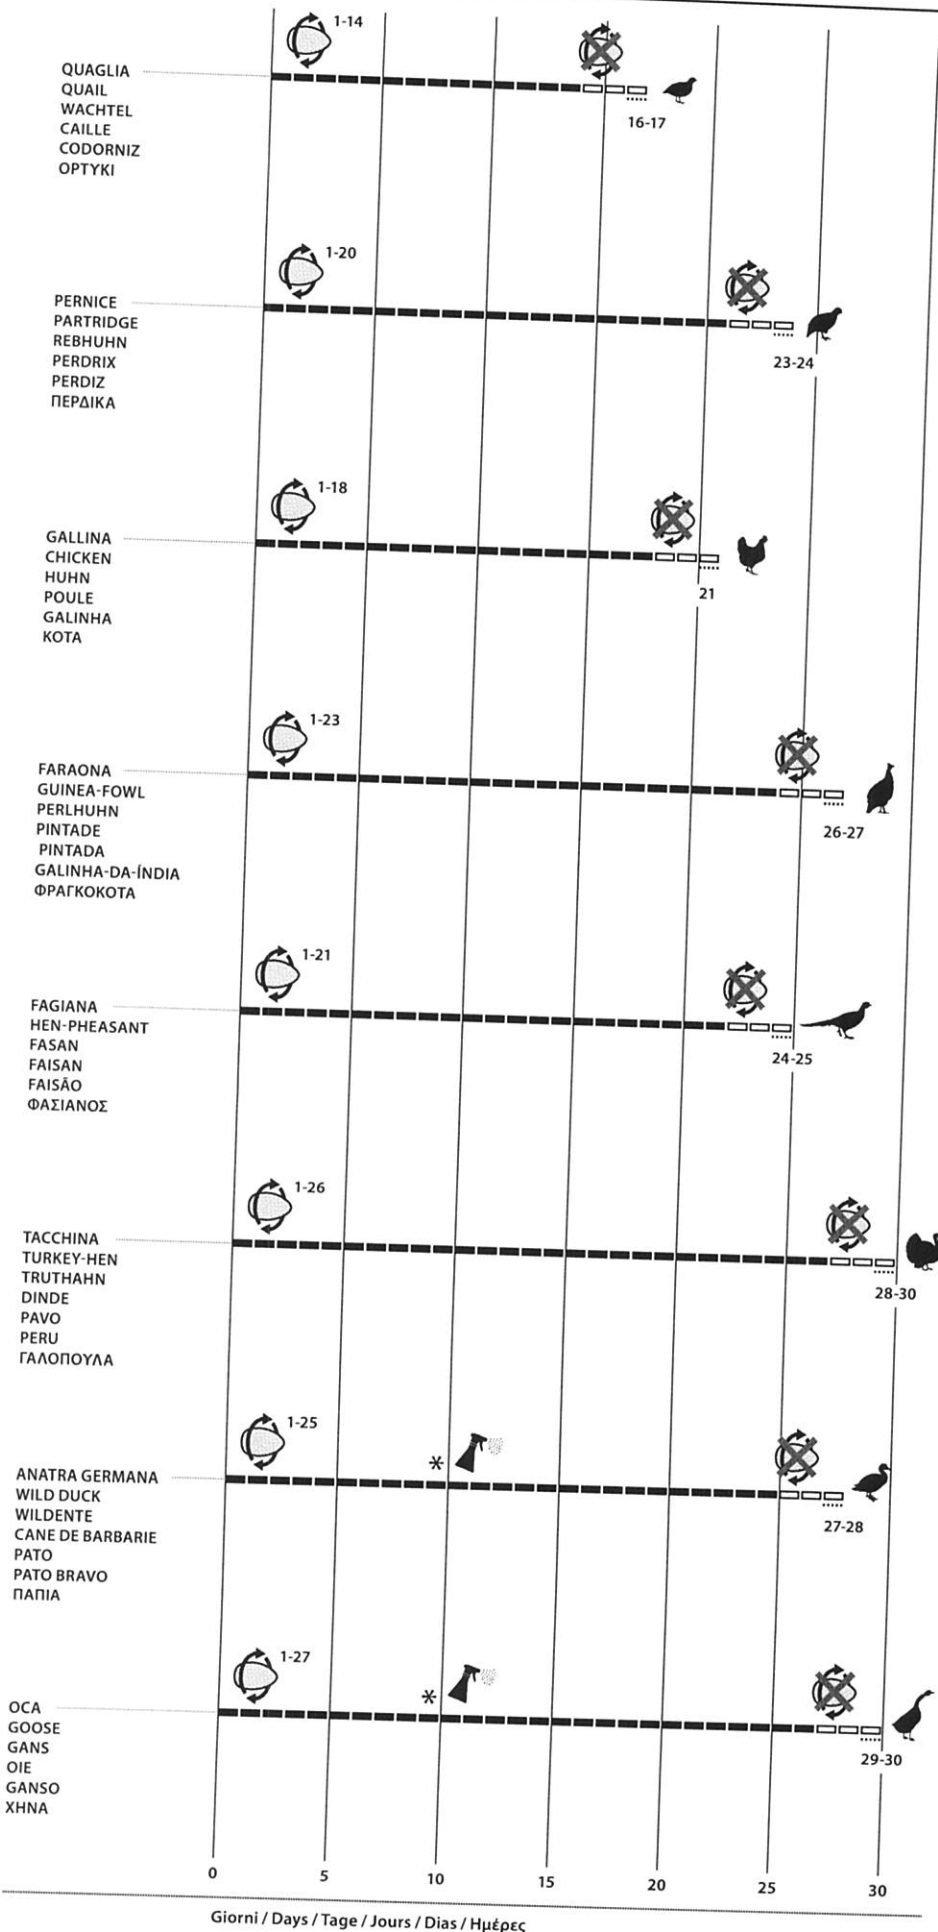 1-14
QUAGLIA
QUAIL
WACHTEL
CAILLE
CODORNIZ
ΟΡΤΥΚΙ
16-17
1-20
PERNICE
PARTRIDGE
REBHUHN
PERDRIX
PERDIZ
ΠΕΡΔΙΚΑ
23-24
1-18
GALLINA
CHICKEN
HUHN
POULE
GALINHA
ΚΟΤΑ
21
1-23
FARAONA
GUINEA-FOWL
PERLHUHN
PINTADE
PINTADA
GALINHA-DA-ÍNDIA
ΦΡΑΓΚΟΚΟΤΑ
26-27
1-21
FAGIANA
HEN-PHEASANT
FASAN
FAISAN
FAISÃO
ΦΑΣΙΑΝΟΣ
24-25
1-26
TACCHINA
TURKEY-HEN
TRUTHAHN
DINDE
PAVO
PERU
ΓΑΛΟΠΟΥΛΑ
28-30
1-25
*
ANATRA GERMANA
WILD DUCK
WILDENTE
CANE DE BARBARIE
PATO
PATO BRAVO
ΠΑΠΙΑ
27-28
1-27
*
OCA
GOOSE
GANS
OIE
GANSO
ΧΗΝΑ
29-30
0 5 10 15 20 25 30
Giorni / Days / Tage / Jours / Dias / Ημέρες